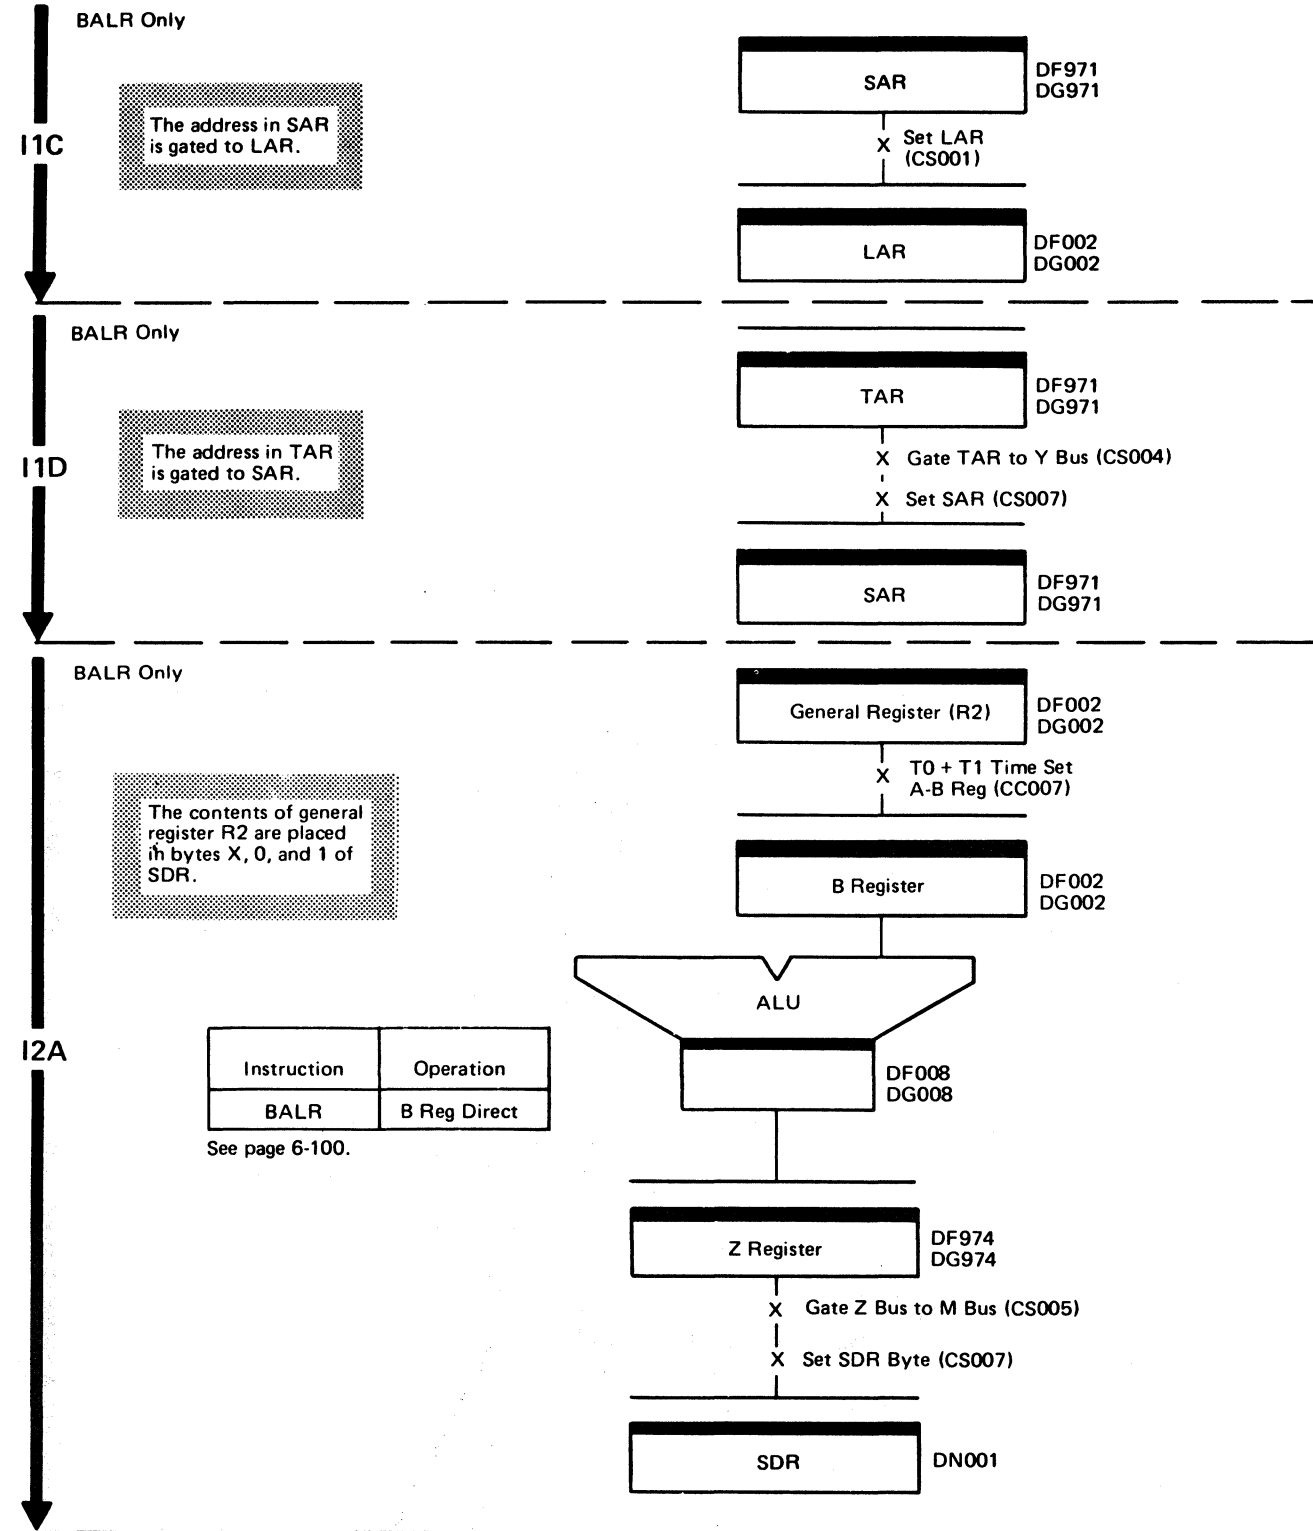 BALR Only
I1C
The address in SAR
is gated to LAR.
SAR
DF971
DG971
X Set LAR
(CS001)
LAR
DF002
DG002
BALR Only
I1D
The address in TAR
is gated to SAR.
TAR
DF971
DG971
X Gate TAR to Y Bus (CS004)
X Set SAR (CS007)
SAR
DF971
DG971
BALR Only
I2A
The contents of general
register R2 are placed
in bytes X, 0, and 1 of
SDR.
General Register (R2)
DF002
DG002
X T0 + T1 Time Set
A-B Reg (CC007)
B Register
DF002
DG002
ALU
DF008
DG008
Instruction Operation
BALR B Reg Direct
See page 6-100.
Z Register
DF974
DG974
X Gate Z Bus to M Bus (CS005)
X Set SDR Byte (CS007)
SDR
DN001